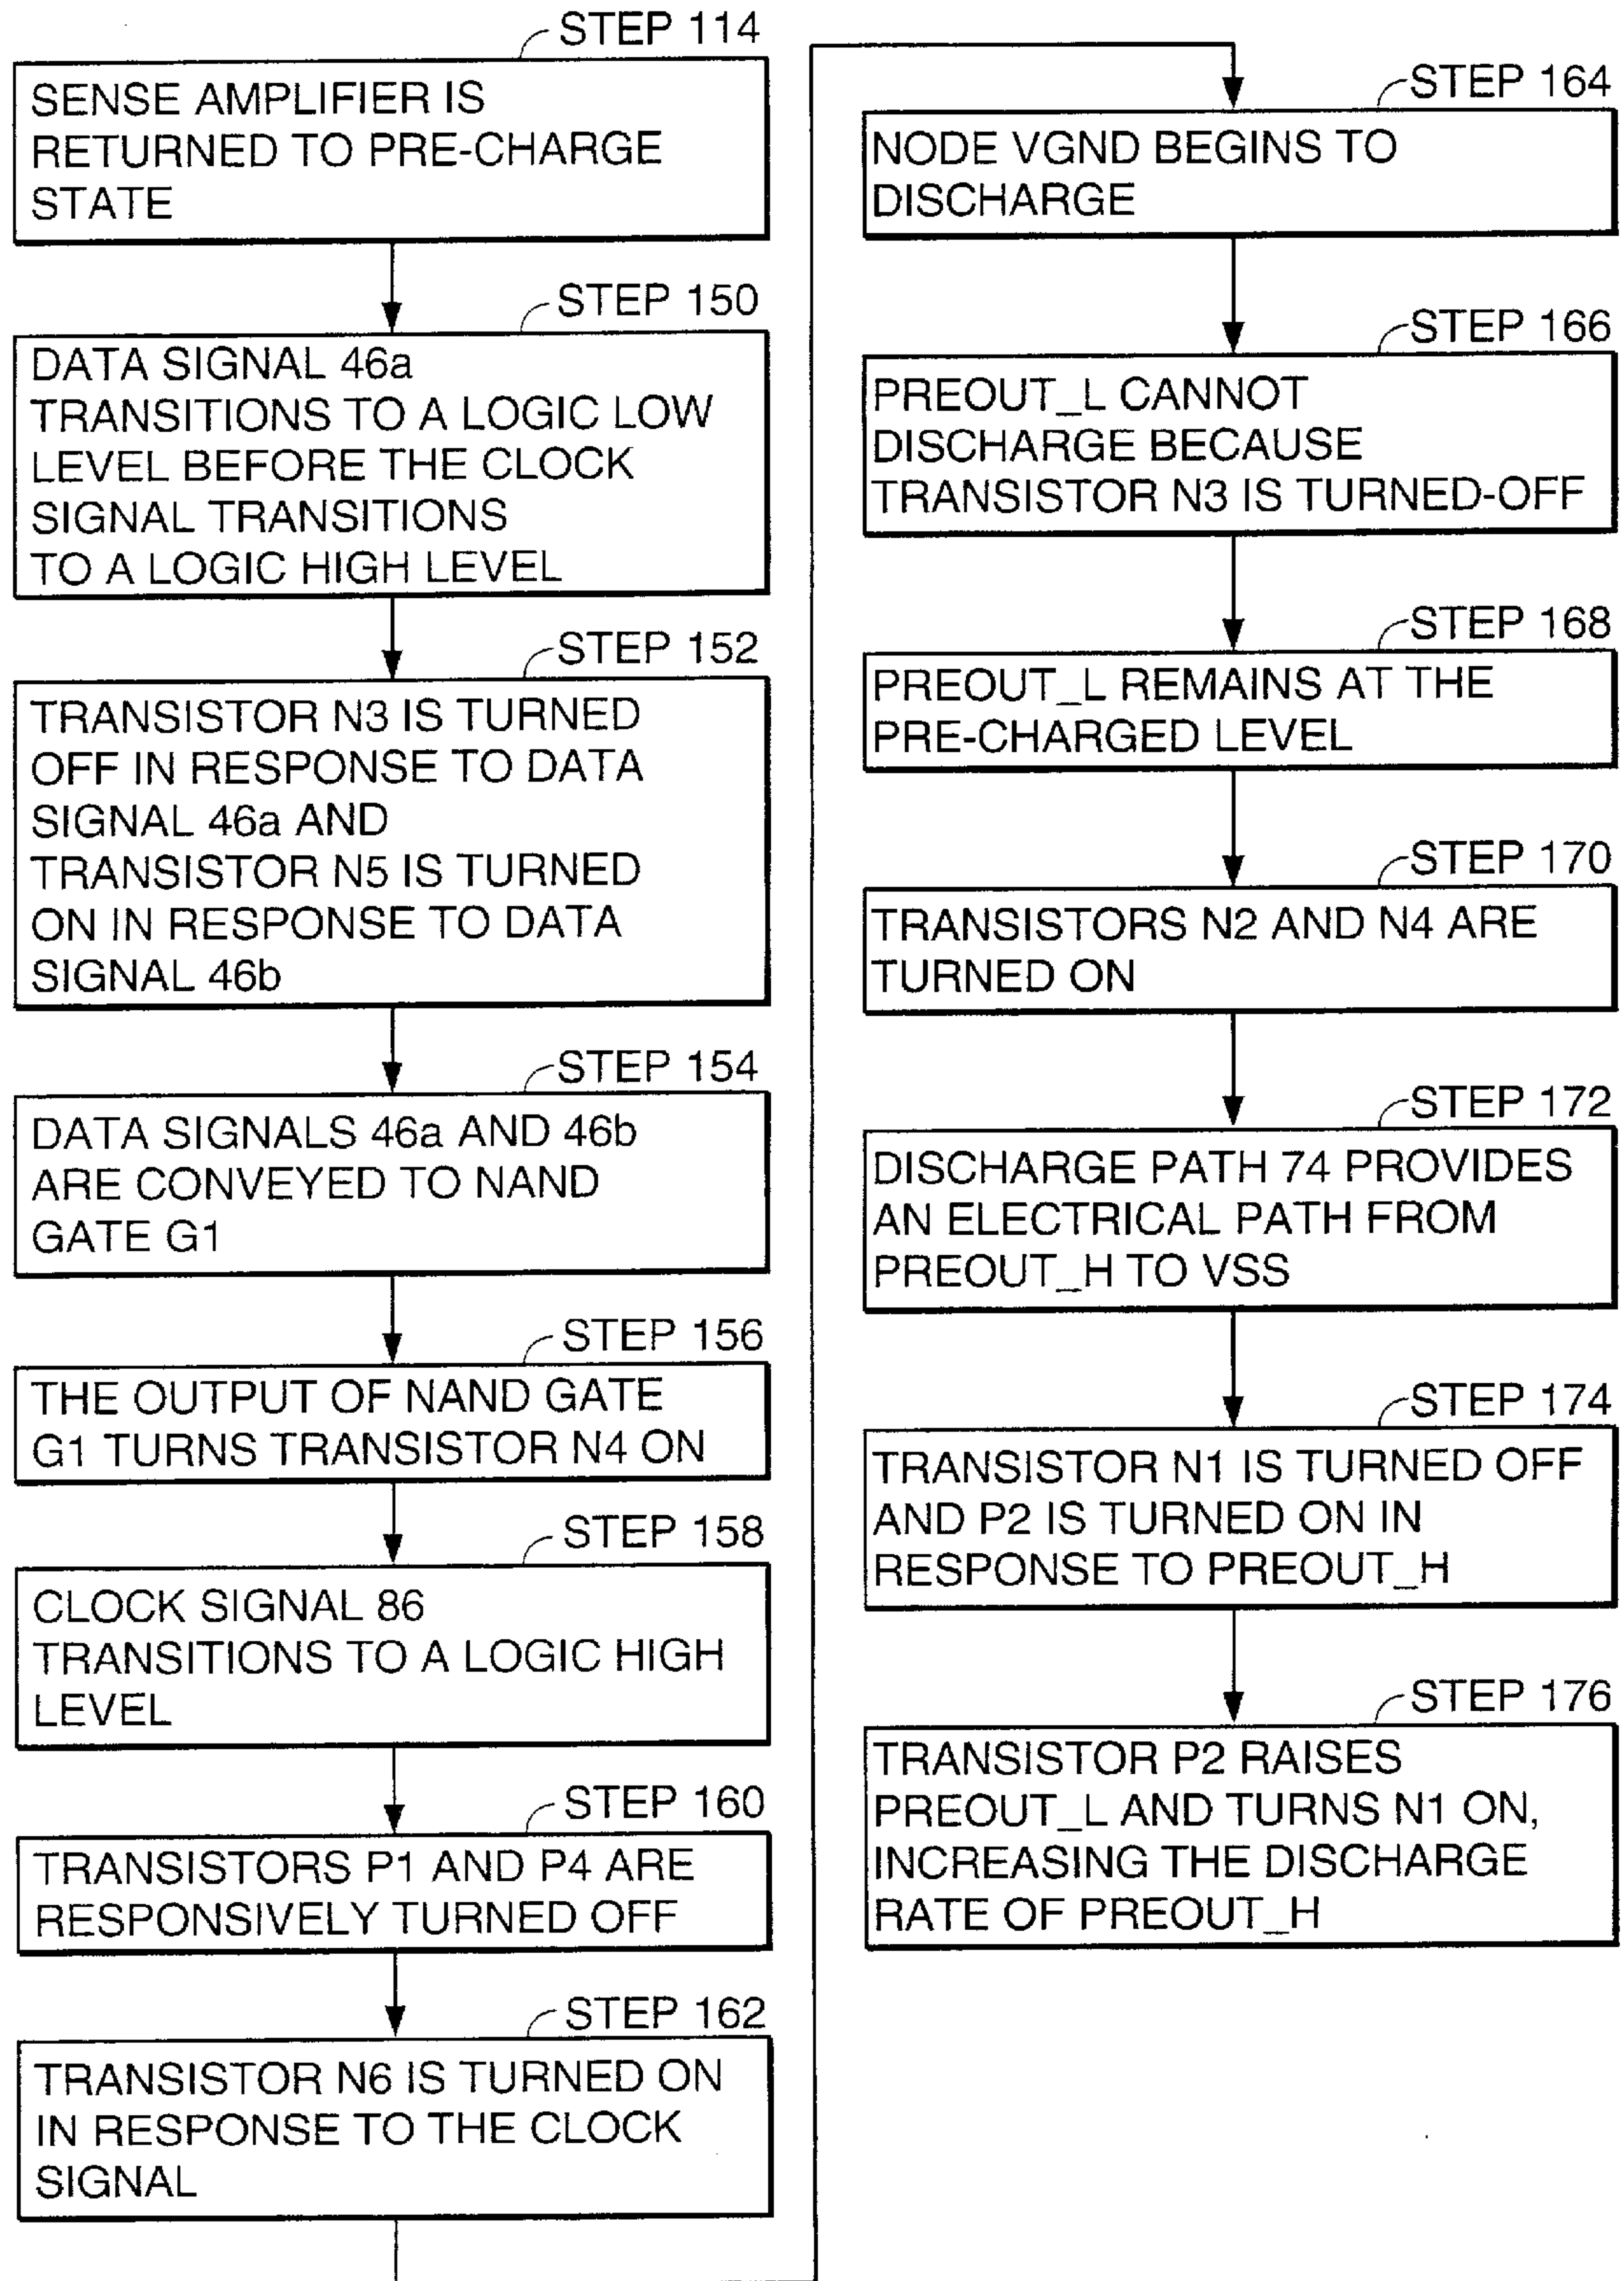 STEP 114
SENSE AMPLIFIER IS
RETURNED TO PRE-CHARGE
STATE
STEP 150
DATA SIGNAL 46a
TRANSITIONS TO A LOGIC LOW
LEVEL BEFORE THE CLOCK
SIGNAL TRANSITIONS
TO A LOGIC HIGH LEVEL
STEP 152
TRANSISTOR N3 IS TURNED
OFF IN RESPONSE TO DATA
SIGNAL 46a AND
TRANSISTOR N5 IS TURNED
ON IN RESPONSE TO DATA
SIGNAL 46b
STEP 154
DATA SIGNALS 46a AND 46b
ARE CONVEYED TO NAND
GATE G1
STEP 156
THE OUTPUT OF NAND GATE
G1 TURNS TRANSISTOR N4 ON
STEP 158
CLOCK SIGNAL 86
TRANSITIONS TO A LOGIC HIGH
LEVEL
STEP 160
TRANSISTORS P1 AND P4 ARE
RESPONSIVELY TURNED OFF
STEP 162
TRANSISTOR N6 IS TURNED ON
IN RESPONSE TO THE CLOCK
SIGNAL
STEP 164
NODE VGND BEGINS TO
DISCHARGE
STEP 166
PREOUT_L CANNOT
DISCHARGE BECAUSE
TRANSISTOR N3 IS TURNED-OFF
STEP 168
PREOUT_L REMAINS AT THE
PRE-CHARGED LEVEL
STEP 170
TRANSISTORS N2 AND N4 ARE
TURNED ON
STEP 172
DISCHARGE PATH 74 PROVIDES
AN ELECTRICAL PATH FROM
PREOUT_H TO VSS
STEP 174
TRANSISTOR N1 IS TURNED OFF
AND P2 IS TURNED ON IN
RESPONSE TO PREOUT_H
STEP 176
TRANSISTOR P2 RAISES
PREOUT_L AND TURNS N1 ON,
INCREASING THE DISCHARGE
RATE OF PREOUT_H